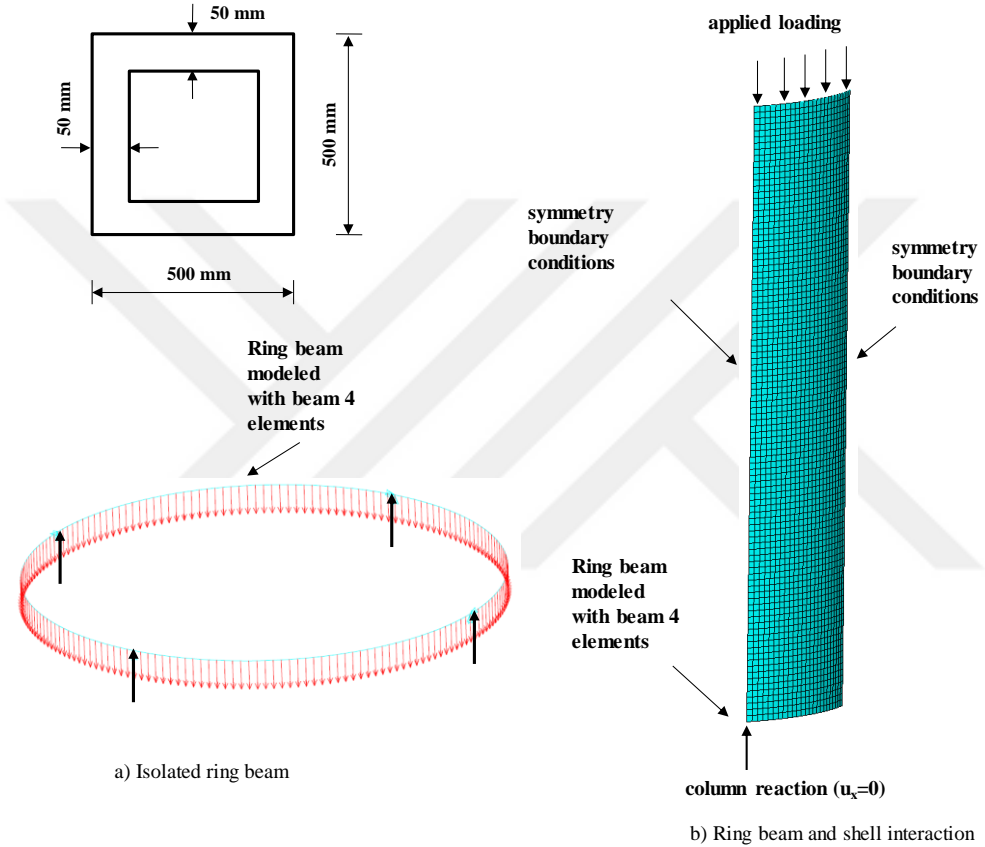 50 mm
50 mm
500 mm
500 mm
Ring beam
modeled
with beam 4
elements
a) Isolated ring beam
applied loading
symmetry
boundary
conditions
symmetry
boundary
conditions
Ring beam
modeled
with beam 4
elements
column reaction (uₓ=0)
b) Ring beam and shell interaction